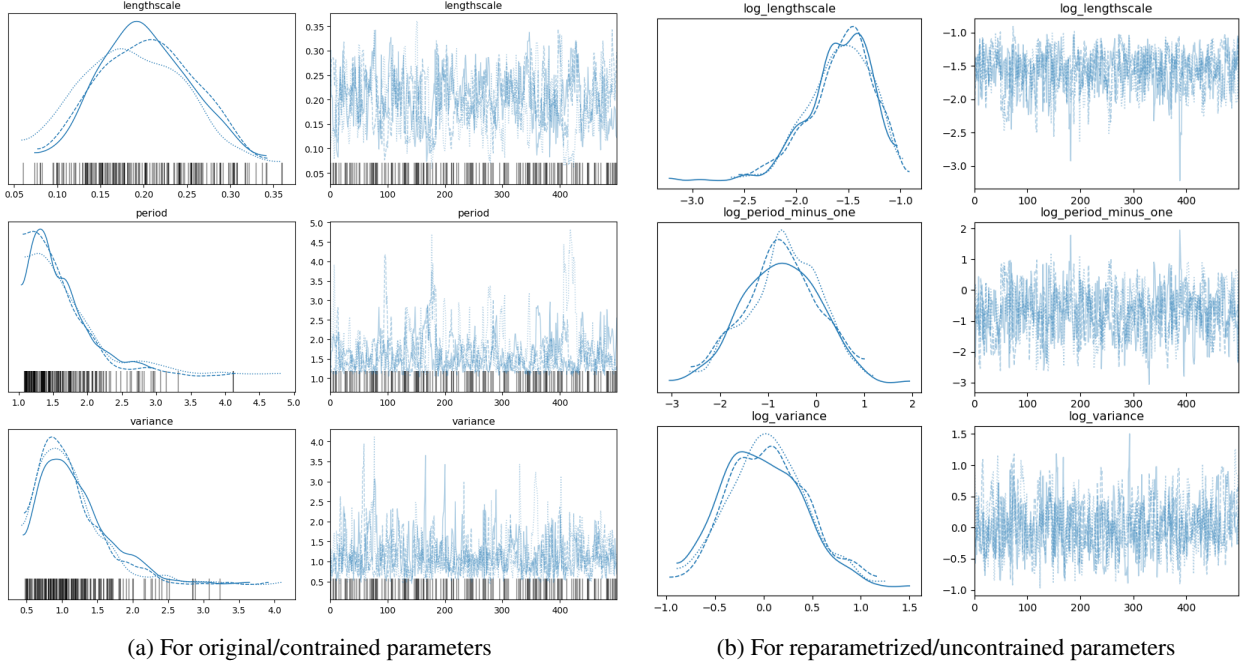 lengthscale
lengthscale
log_lengthscale
log_lengthscale
0.35
0.30
0.25
0.20
0.15
0.10
0.05
-1.0
-1.5
-2.0
-2.5
-3.0
0.05 0.10 0.15 0.20 0.25 0.30 0.35
0 100 200 300 400
−3.0 −2.5 −2.0 −1.5 −1.0
0 100 200 300 400
period
period
log_period_minus_one
log_period_minus_one
5.0
4.5
4.0
3.5
3.0
2.5
2.0
1.5
1.0
2
1
0
−1
−2
−3
1.0 1.5 2.0 2.5 3.0 3.5 4.0 4.5 5.0
0 100 200 300 400
−3 −2 −1 0 1 2
0 100 200 300 400
variance
variance
log_variance
log_variance
4.0
3.5
3.0
2.5
2.0
1.5
1.0
0.5
1.5
1.0
0.5
0.0
−0.5
−1.0
0.5 1.0 1.5 2.0 2.5 3.0 3.5 4.0
0 100 200 300 400
−1.0 −0.5 0.0 0.5 1.0 1.5
0 100 200 300 400
(a) For original/contrained parameters
(b) For reparametrized/uncontrained parameters